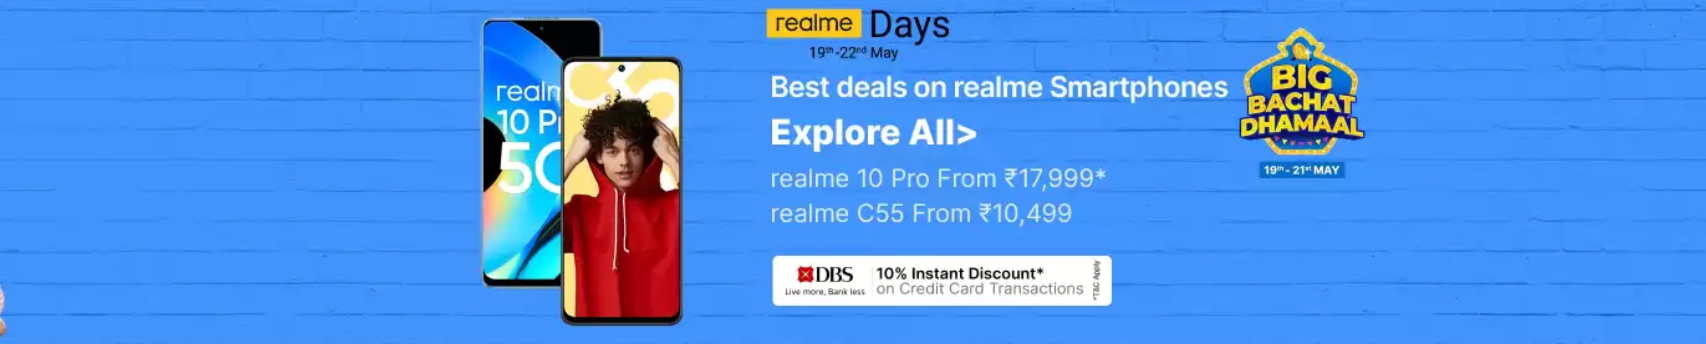 realme Days
19th-22nd May
Best deals on realme Smartphones
Explore All>
realme 10 Pro From ₹17,999*
realme C55 From ₹10,499
DBS
Live more, Bank less
10% Instant Discount*
on Credit Card Transactions
*T&C Apply
10
5
BIG
BACHAT
DHAMAAL
19th - 21st MAY